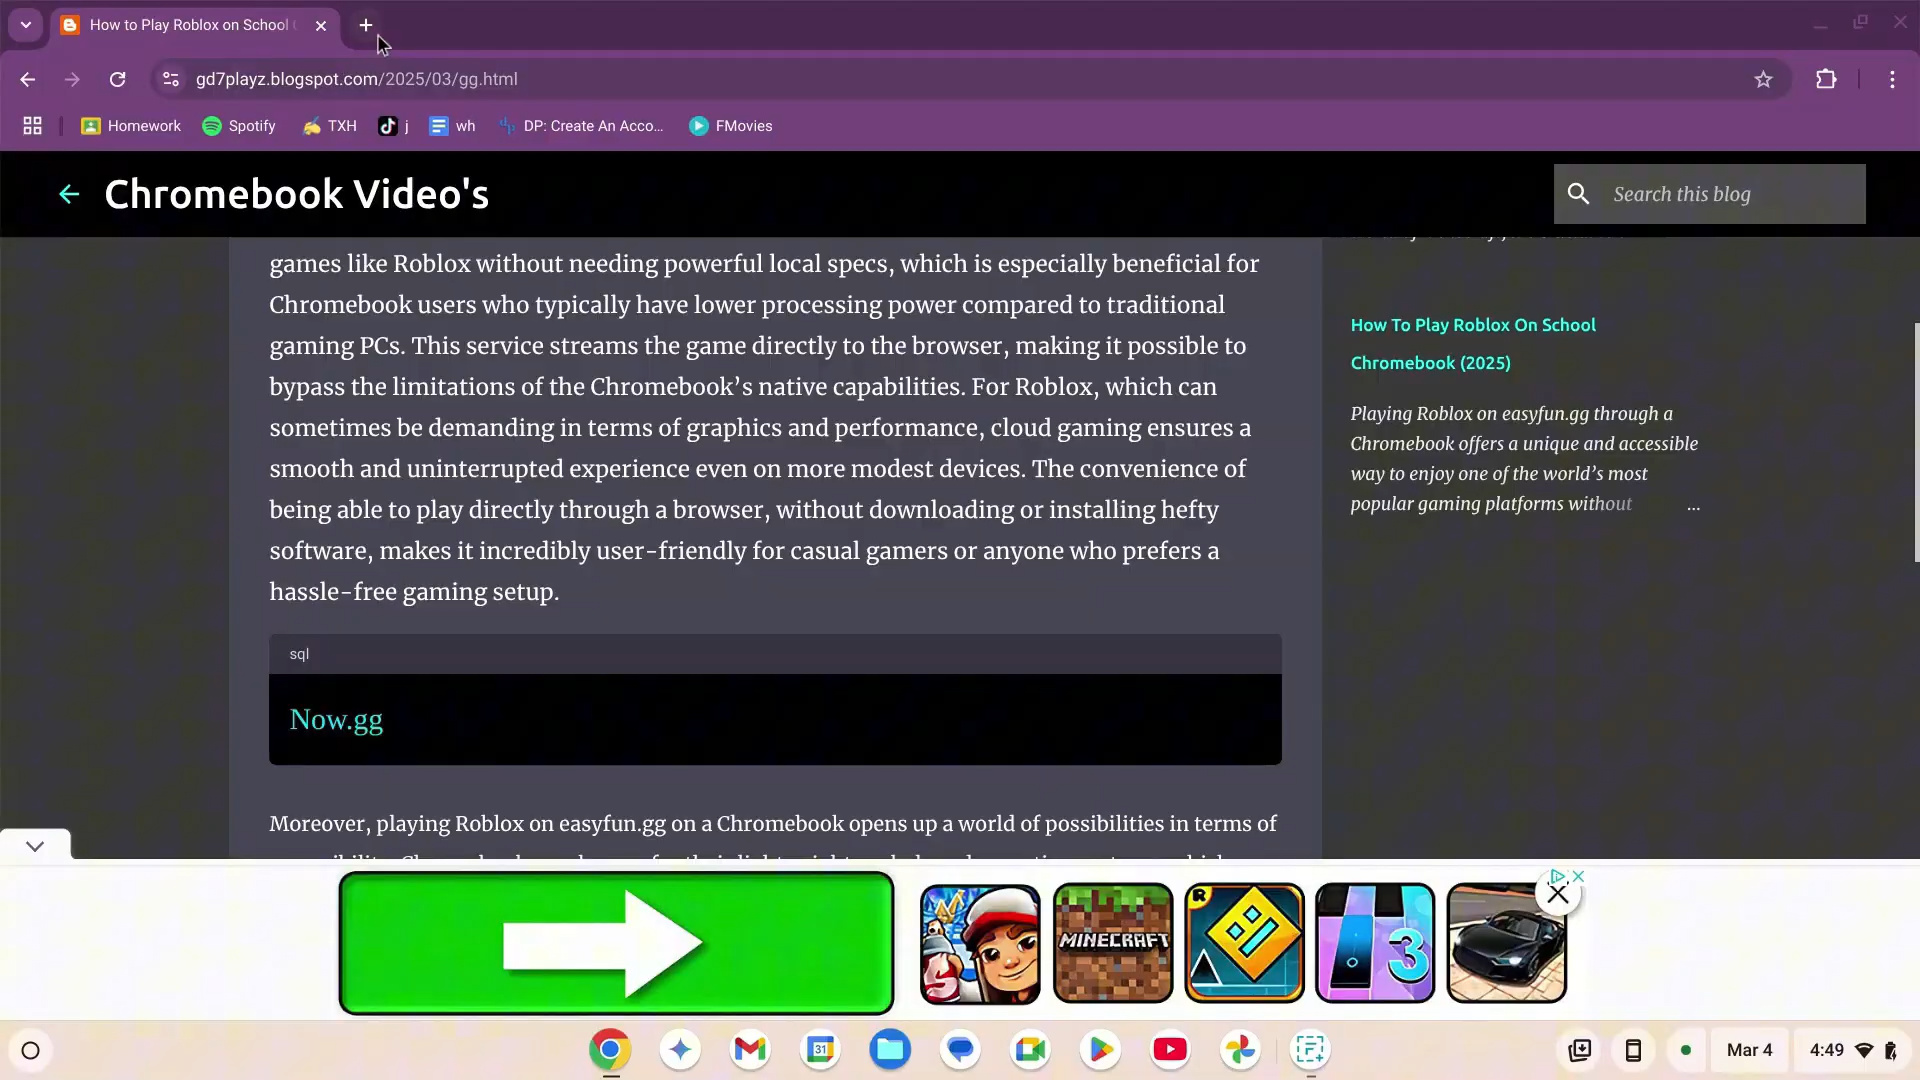 How to Play Roblox on School
gd7playz.blogspot.com/2025/03/gg.html
Homework
Spotify
TXH
j
wh
DP: Create An Acco...
FMovies
Chromebook Video's
Search this blog
games like Roblox without needing powerful local specs, which is especially beneficial for
Chromebook users who typically have lower processing power compared to traditional
gaming PCs. This service streams the game directly to the browser, making it possible to
bypass the limitations of the Chromebook’s native capabilities. For Roblox, which can
sometimes be demanding in terms of graphics and performance, cloud gaming ensures a
smooth and uninterrupted experience even on more modest devices. The convenience of
being able to play directly through a browser, without downloading or installing hefty
software, makes it incredibly user-friendly for casual gamers or anyone who prefers a
hassle-free gaming setup.
sql
Now.gg
Moreover, playing Roblox on easyfun.gg on a Chromebook opens up a world of possibilities in terms of
How To Play Roblox On School
Chromebook (2025)
Playing Roblox on easyfun.gg through a
Chromebook offers a unique and accessible
way to enjoy one of the world’s most
popular gaming platforms without ...
MINECRAFT
R
3
31
Mar 4
4:49